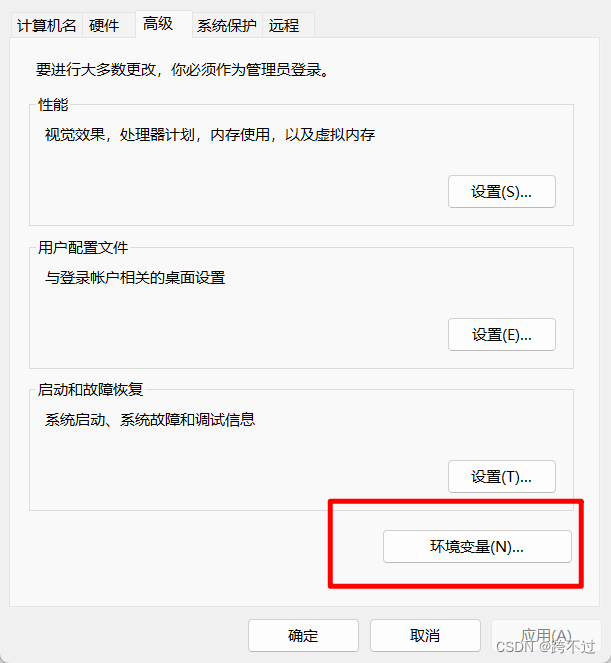 计算机名 硬件 高级 系统保护 远程
要进行大多数更改，你必须作为管理员登录。
性能
视觉效果，处理器计划，内存使用，以及虚拟内存
设置(S)...
用户配置文件
与登录帐户相关的桌面设置
设置(E)...
启动和故障恢复
系统启动、系统故障和调试信息
设置(T)...
环境变量(N)...
确定 取消 应用(A)
CSDN @跨不过